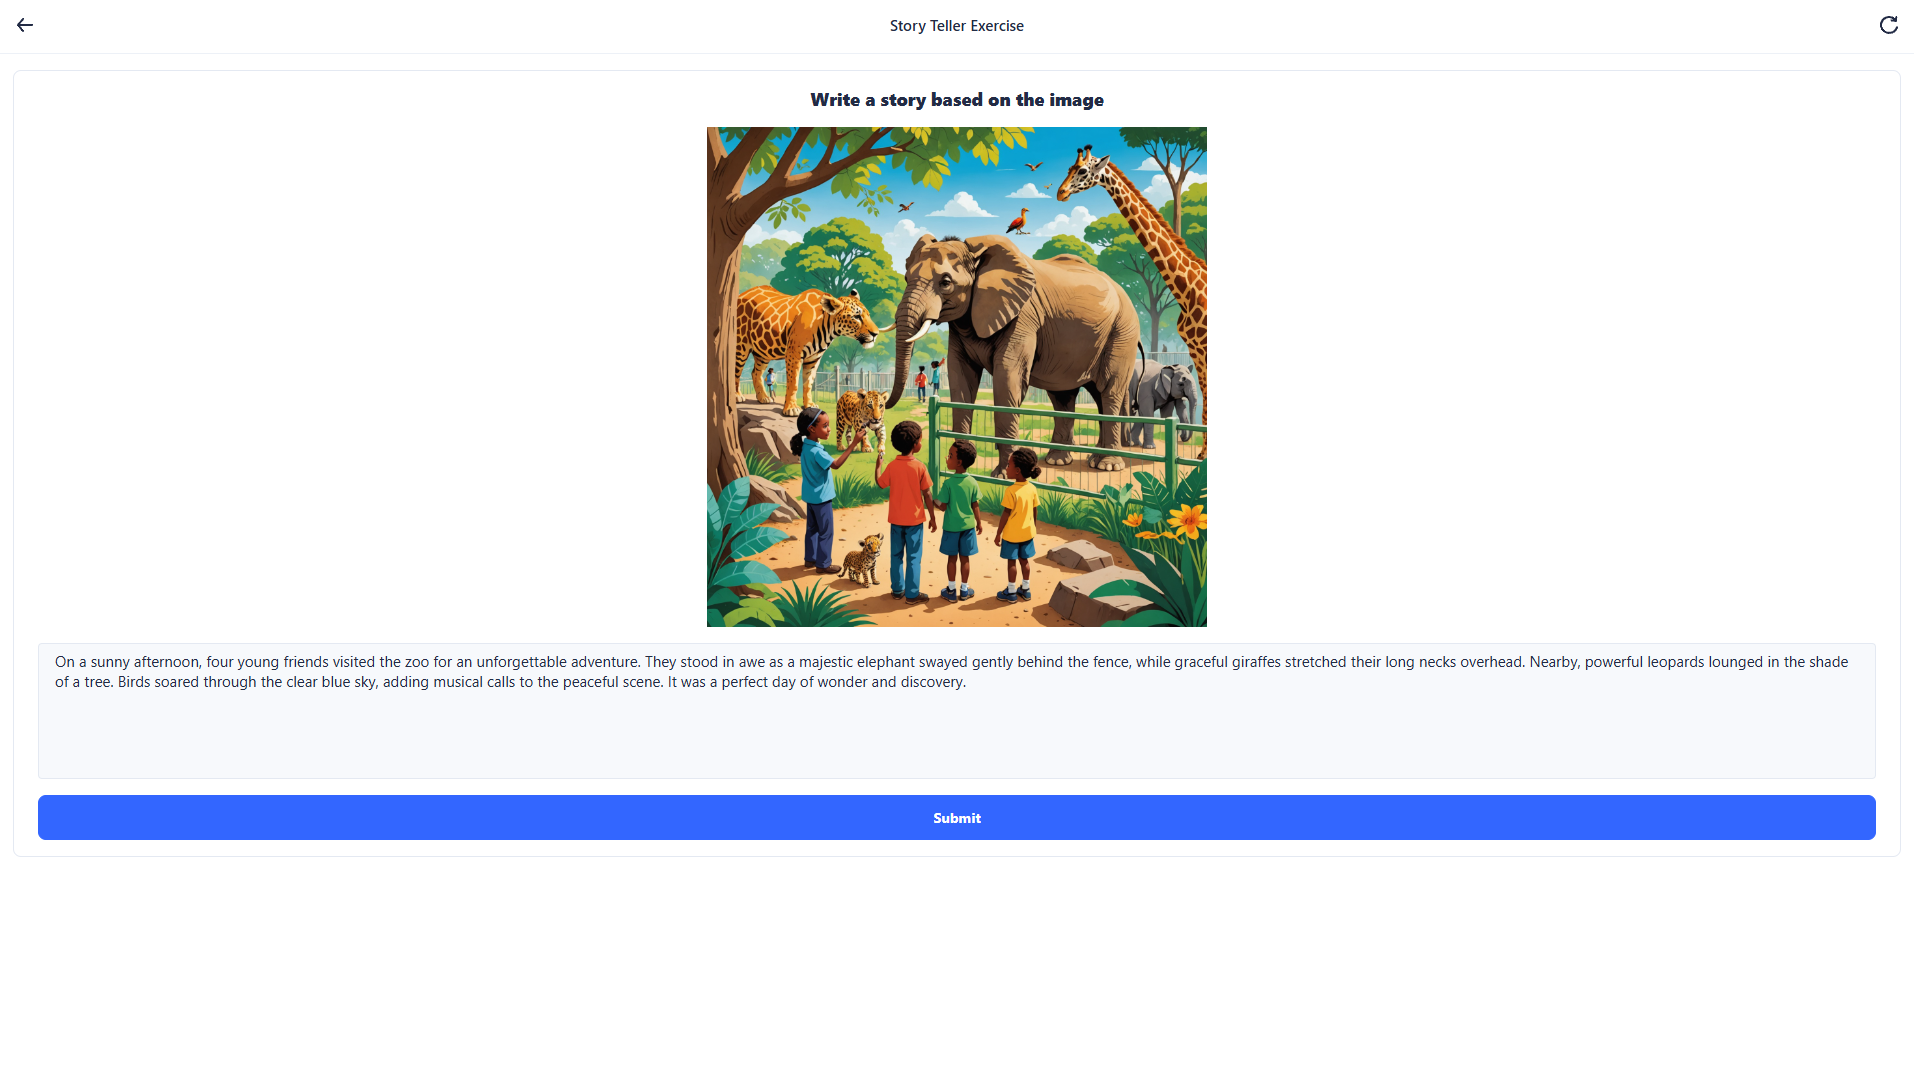 Story Teller Exercise
Write a story based on the image
On a sunny afternoon, four young friends visited the zoo for an unforgettable adventure. They stood in awe as a majestic elephant swayed gently behind the fence, while graceful giraffes stretched their long necks overhead. Nearby, powerful leopards lounged in the shade
of a tree. Birds soared through the clear blue sky, adding musical calls to the peaceful scene. It was a perfect day of wonder and discovery.
Submit